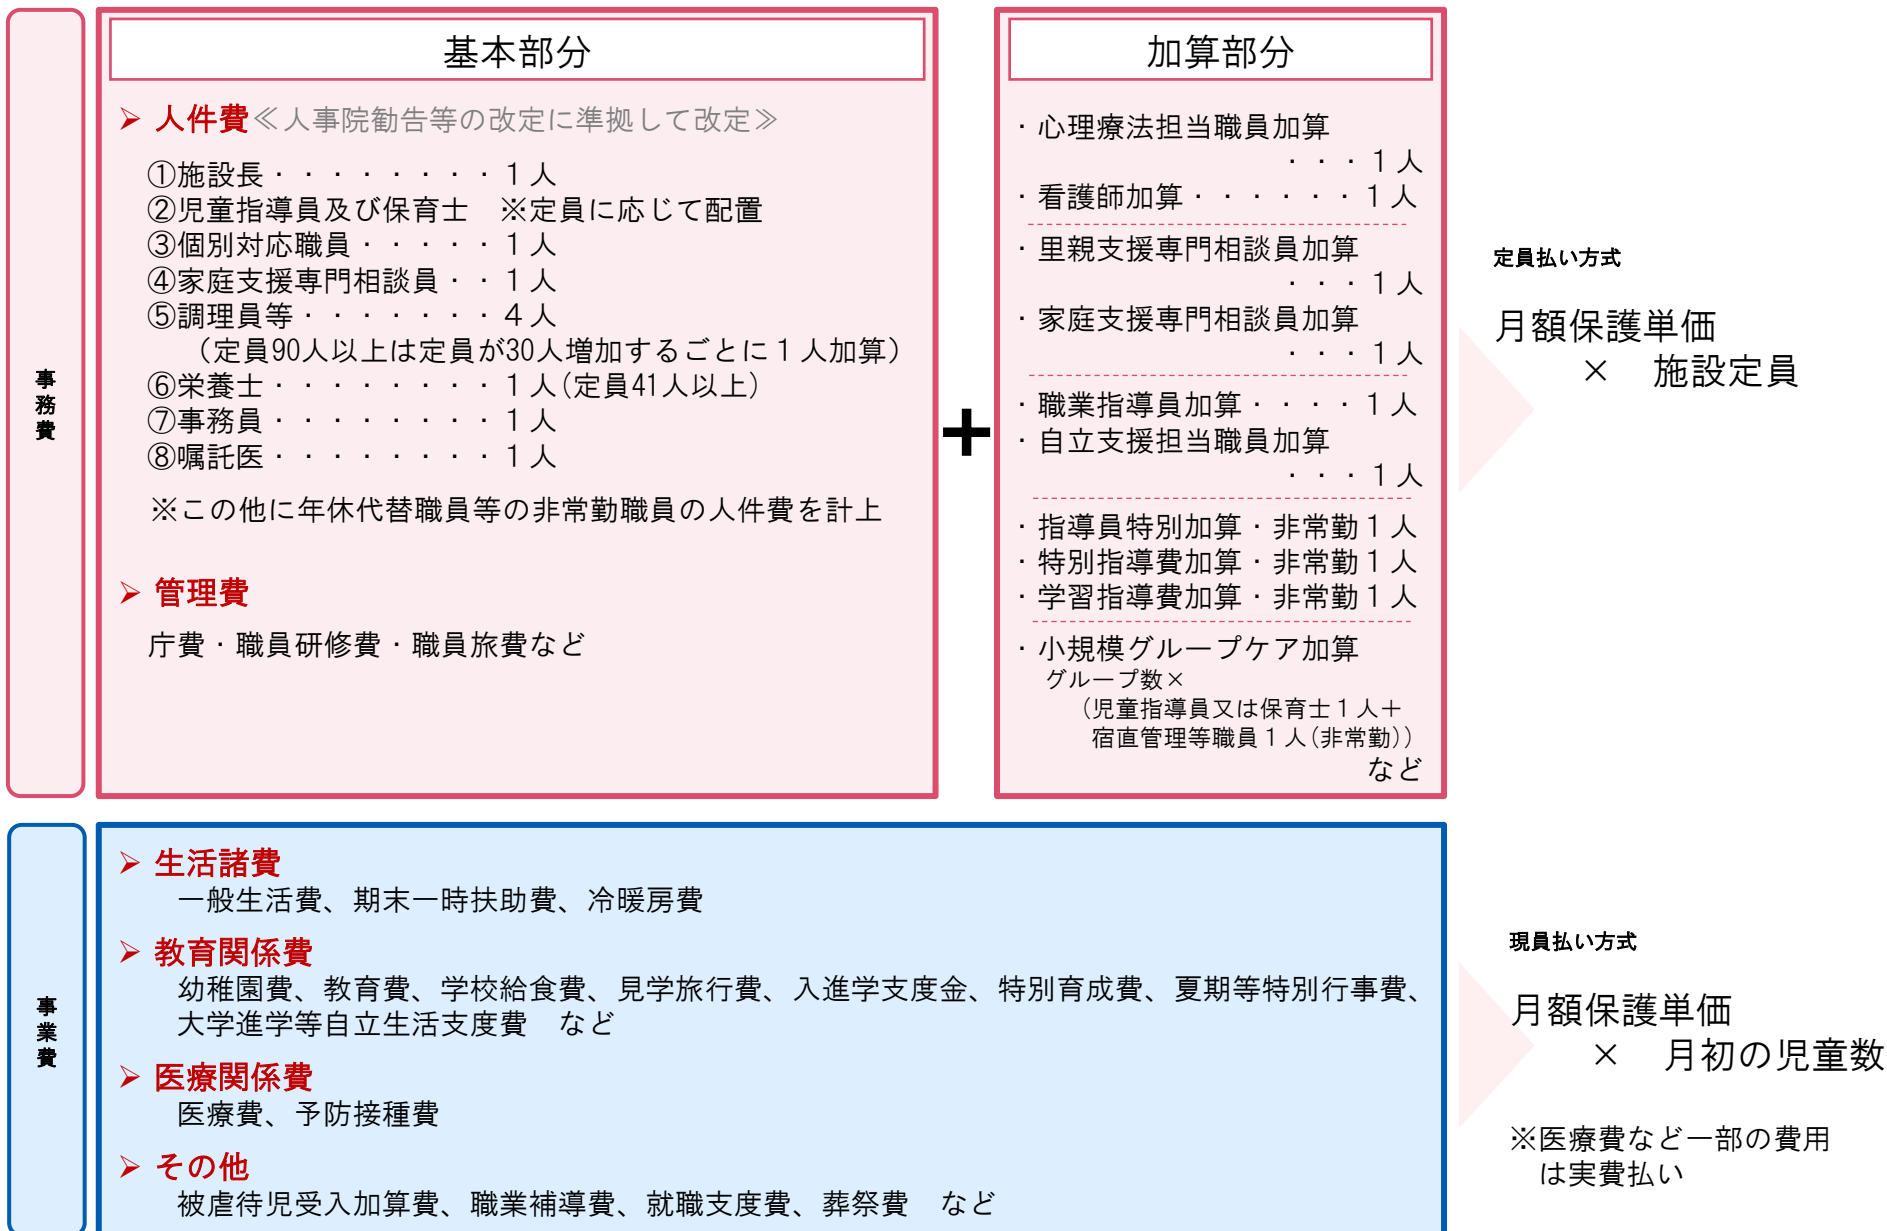 事務費
基本部分
➢ 人件費≪人事院勧告等の改定に準拠して改定≫
①施設長・・・・・・・・１人
②児童指導員及び保育士　※定員に応じて配置
③個別対応職員・・・・・１人
④家庭支援専門相談員・・１人
⑤調理員等・・・・・・・４人
（定員90人以上は定員が30人増加するごとに１人加算）
⑥栄養士・・・・・・・・１人(定員41人以上)
⑦事務員・・・・・・・・１人
⑧嘱託医・・・・・・・・１人
※この他に年休代替職員等の非常勤職員の人件費を計上
➢ 管理費
庁費・職員研修費・職員旅費など
＋
加算部分
・心理療法担当職員加算
・・・１人
・看護師加算・・・・・・１人
・里親支援専門相談員加算
・・・１人
・家庭支援専門相談員加算
・・・１人
・職業指導員加算・・・・１人
・自立支援担当職員加算
・・・１人
・指導員特別加算・非常勤１人
・特別指導費加算・非常勤１人
・学習指導費加算・非常勤１人
・小規模グループケア加算
グループ数×
（児童指導員又は保育士１人＋
宿直管理等職員１人(非常勤))
など
定員払い方式
月額保護単価
×　施設定員
事業費
➢ 生活諸費
一般生活費、期末一時扶助費、冷暖房費
➢ 教育関係費
幼稚園費、教育費、学校給食費、見学旅行費、入進学支度金、特別育成費、夏期等特別行事費、
大学進学等自立生活支度費　など
➢ 医療関係費
医療費、予防接種費
➢ その他
被虐待児受入加算費、職業補導費、就職支度費、葬祭費　など
現員払い方式
月額保護単価
×　月初の児童数
※医療費など一部の費用
は実費払い